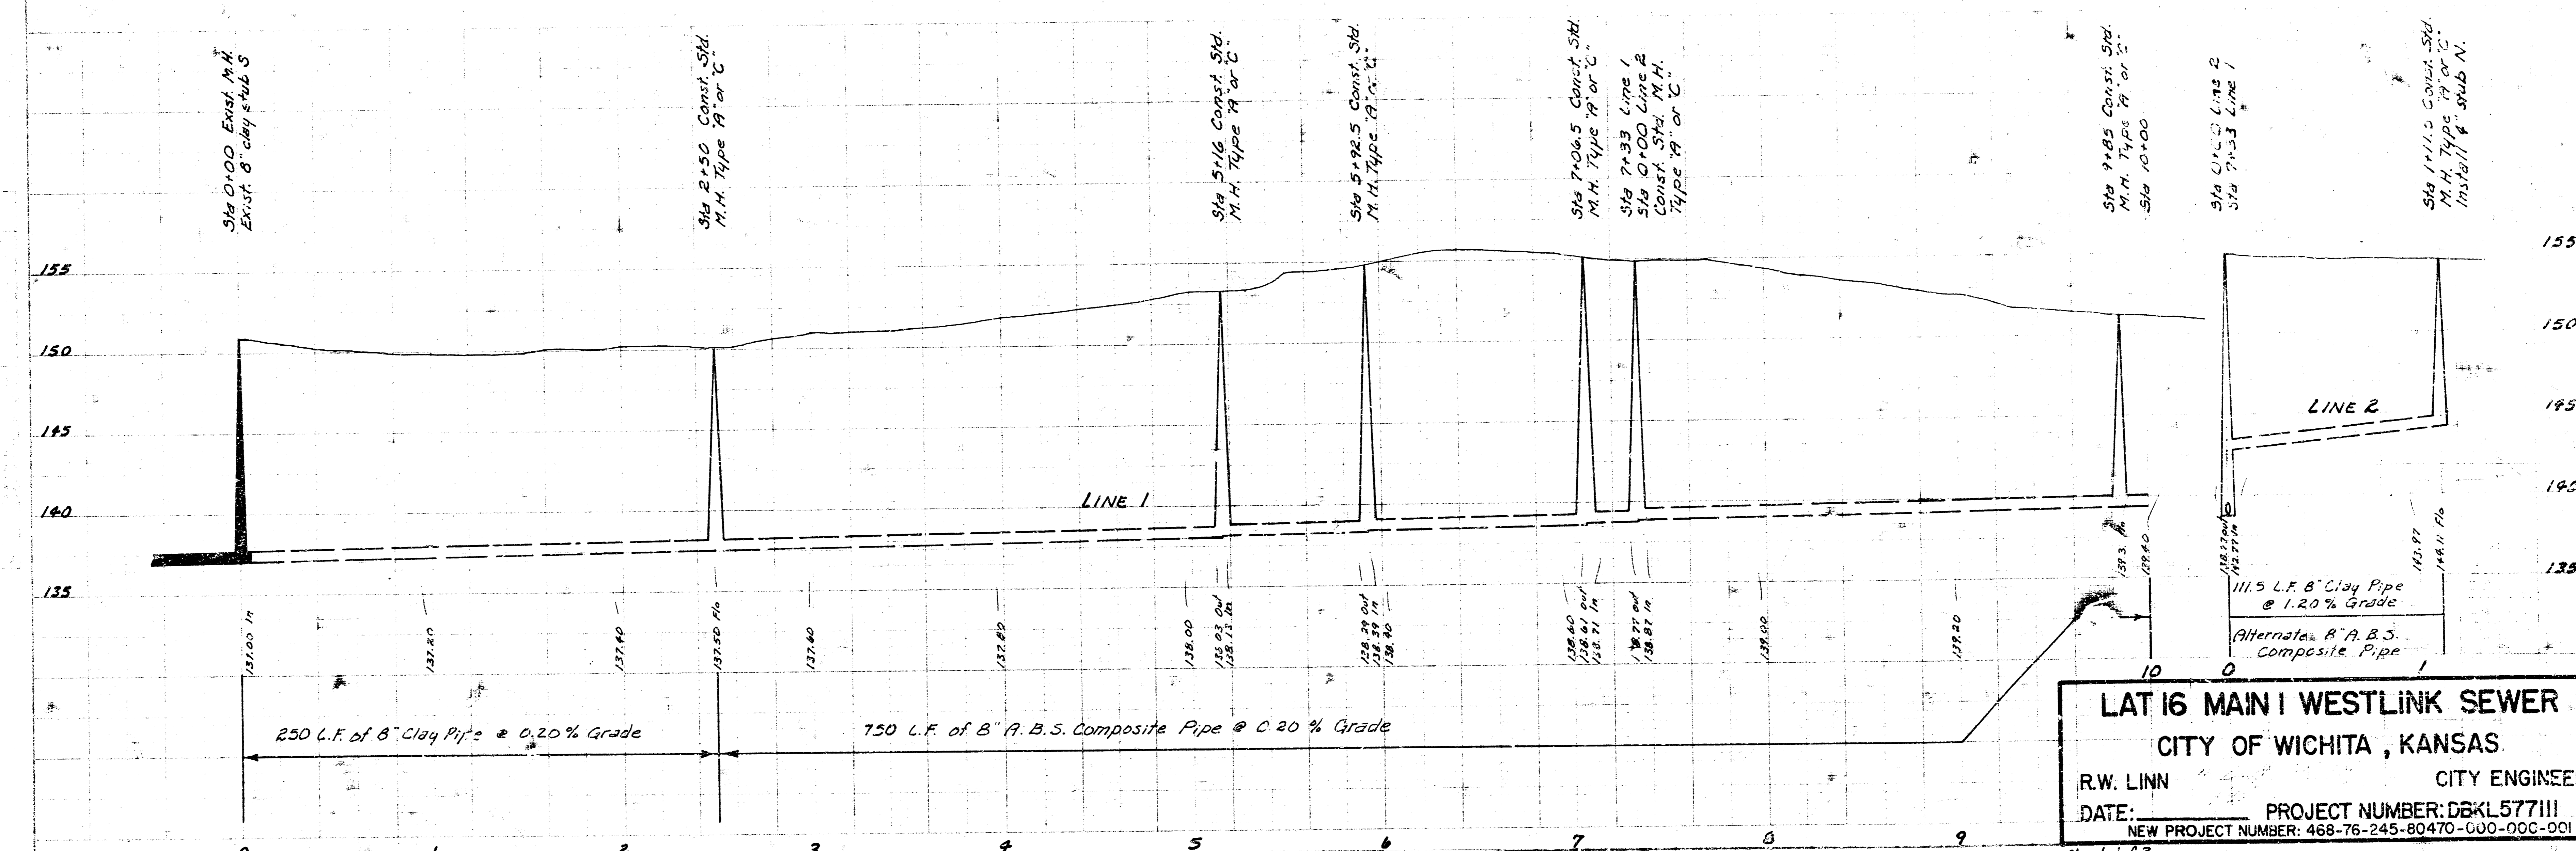 Sta 0+00 Exist. M.H.
Exist. 8" clay stub S
Sta 2+50 Const. Std.
M.H. Type "A" or "C"
Sta 5+16 Const. Std.
M.H. Type "A" or "C"
Sta 5+92.5 Const. Std.
M.H. Type "A" or "C"
Sta 7+06.5 Const. Std.
M.H. Type "A" or "C"
Sta 7+33 Line 1
Sta 0+00 Line 2
Const. Std. M.H.
Type "A" or "C"
Sta 9+85 Const. Std.
M.H. Type "A" or "C"
Sta 10+00
Sta 0+00 Line 2
Sta 7+33 Line 1
Sta 1+11.5 Const. Std.
M.H. Type "A" or "C"
Install 4" stub N.
155
150
145
140
135
155
150
145
140
135
LINE 1
LINE 2
137.00 In
137.20
137.40
137.50 Flo
137.60
137.80
138.00
138.03 Out
138.13 In
138.29 Out
138.39 In
138.40
138.60
138.61 Out
138.71 In
138.77 Out
138.87 In
139.00
139.20
139.40
138.77 Out
142.77 In
143.97
144.11 Flo
111.5 L.F. 8" Clay Pipe
@ 1.20% Grade
Alternate 8" A.B.S.
Composite Pipe
250 L.F. of 8" Clay Pipe @ 0.20% Grade
750 L.F. of 8" A.B.S. Composite Pipe @ 0.20% Grade
10 0 1
LAT 16 MAIN 1 WESTLINK SEWER
CITY OF WICHITA, KANSAS.
R.W. LINN CITY ENGINEE
DATE: PROJECT NUMBER: DBKL577111
NEW PROJECT NUMBER: 468-76-245-80470-000-000-001
0 1 2 3 4 5 6 7 8 9